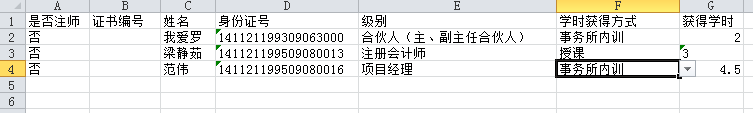 A B C D E F G
1 是否注师 证书编号 姓名 身份证号 级别 学时获得方式 获得学时
2 否 我爱罗 141121199309063000 合伙人（主、副主任合伙人） 事务所内训 2
3 否 梁静茹 141121199509080013 注册会计师 授课 3
4 否 范伟 141121199509080016 项目经理 事务所内训 4.5
5
6